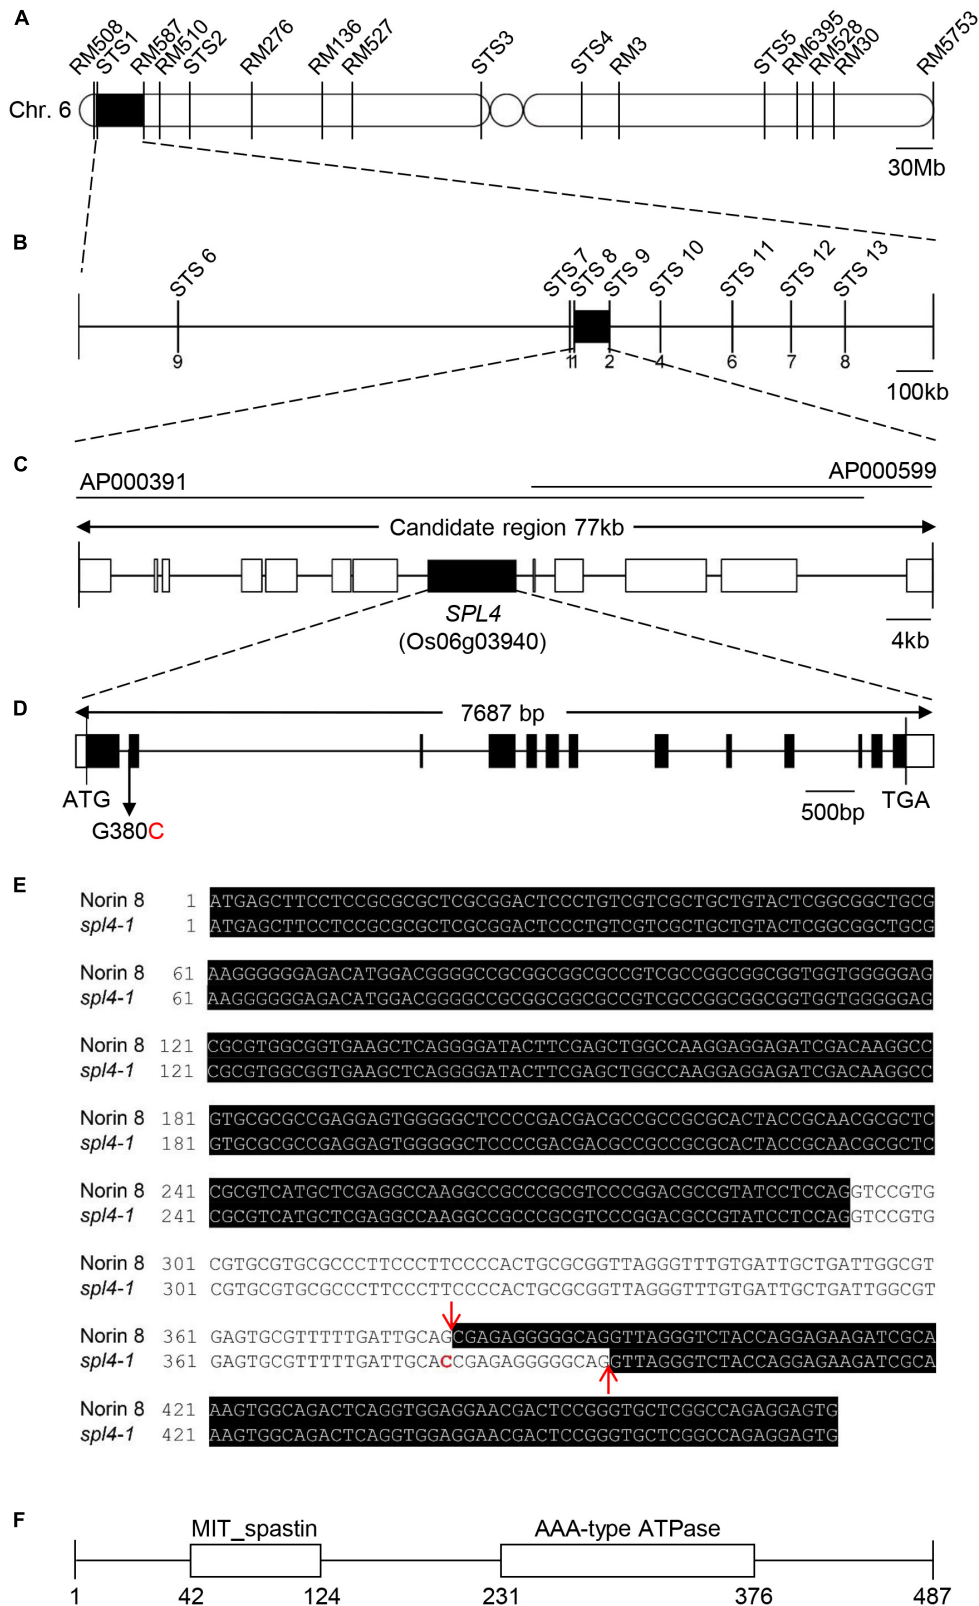 A
RM508 STS1 RM587 RM510 STS2 RM276 RM136 RM527 STS3 STS4 RM3 STS5 RM6395 RM528 RM30 RM5753
Chr. 6
30Mb
B
STS 6 STS 7 STS 8 STS 9 STS 10 STS 11 STS 12 STS 13
9 1 1 2 4 6 7 8
100kb
C
AP000391 AP000599
Candidate region 77kb
SPL4
(Os06g03940)
4kb
D
7687 bp
ATG TGA
500bp
G380C
E
Norin 8 1 ATGAGCTTCCTCCGCGCGCTCGCGGACTCCCTGTCGTCGCTGCTGTACTCGGCGGCTGCG
spl4-1 1 ATGAGCTTCCTCCGCGCGCTCGCGGACTCCCTGTCGTCGCTGCTGTACTCGGCGGCTGCG
Norin 8 61 AAGGGGGGAGACATGGACGGGGCCGCGGCGGCGCCGTCGCCGGCGGCGGTGGTGGGGGAG
spl4-1 61 AAGGGGGGAGACATGGACGGGGCCGCGGCGGCGCCGTCGCCGGCGGCGGTGGTGGGGGAG
Norin 8 121 CGCGTGGCGGTGAAGCTCAGGGGATACTTCGAGCTGGCCAAGGAGGAGATCGACAAGGCC
spl4-1 121 CGCGTGGCGGTGAAGCTCAGGGGATACTTCGAGCTGGCCAAGGAGGAGATCGACAAGGCC
Norin 8 181 GTGCGCGCCGAGGAGTGGGGGCTCCCCGACGACGCCGCCGCGCACTACCGCAACGCGCTC
spl4-1 181 GTGCGCGCCGAGGAGTGGGGGCTCCCCGACGACGCCGCCGCGCACTACCGCAACGCGCTC
Norin 8 241 CGCGTCATGCTCGAGGCCAAGGCCGCCCGCGTCCCGGACGCCGTATCCTCCAGGTCCGTG
spl4-1 241 CGCGTCATGCTCGAGGCCAAGGCCGCCCGCGTCCCGGACGCCGTATCCTCCAGGTCCGTG
Norin 8 301 CGTGCGTGCGCCCTTCCCTTCCCCACTGCGCGGTTAGGGTTTGTGATTGCTGATTGGCGT
spl4-1 301 CGTGCGTGCGCCCTTCCCTTCCCCACTGCGCGGTTAGGGTTTGTGATTGCTGATTGGCGT
Norin 8 361 GAGTGCGTTTTTGATTGCAGCGAGAGGGGGCAGGTTAGGGTCTACCAGGAGAAGATCGCA
spl4-1 361 GAGTGCGTTTTTGATTGCACCGAGAGGGGGCAGGTTAGGGTCTACCAGGAGAAGATCGCA
Norin 8 421 AAGTGGCAGACTCAGGTGGAGGAACGACTCCGGGTGCTCGGCCAGAGGAGTG
spl4-1 421 AAGTGGCAGACTCAGGTGGAGGAACGACTCCGGGTGCTCGGCCAGAGGAGTG
F
MIT_spastin AAA-type ATPase
1 42 124 231 376 487